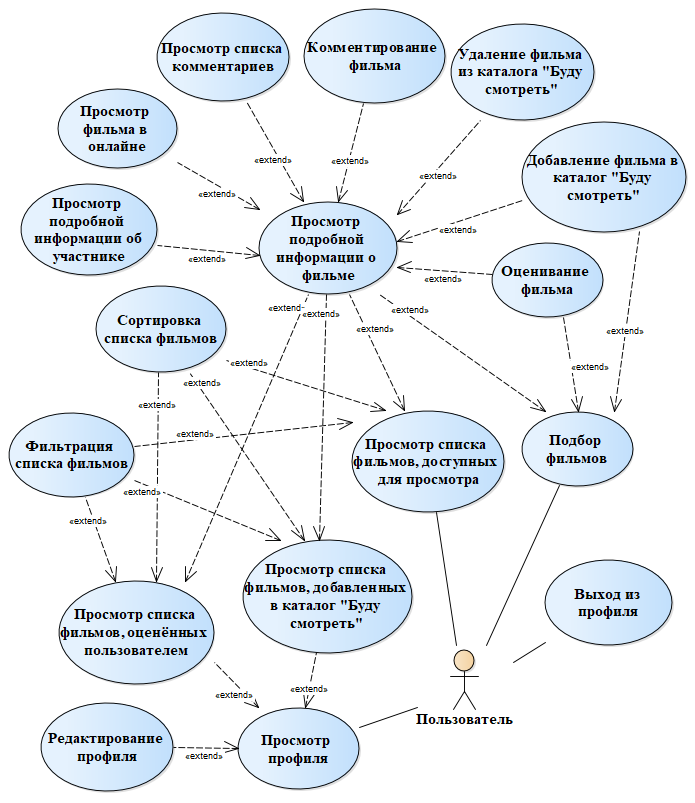 Просмотр списка
комментариев
Комментирование
фильма
Удаление фильма
из каталога "Буду
смотреть"
Просмотр
фильма в
онлайне
Добавление фильма в
каталог "Буду
смотреть"
«extend»
«extend»
«extend»
«extend»
«extend»
Просмотр
подробной
информации об
участнике
Просмотр
подробной
информации о
фильме
«extend»
«extend»
Оценивание
фильма
«extend»
Сортировка
списка фильмов
«extend»
«extend»
«extend»
«extend»
«extend»
«extend»
«extend»
«extend»
«extend»
«extend»
Фильтрация
списка фильмов
Просмотр списка
фильмов, доступных
для просмотра
Подбор
фильмов
«extend»
«extend»
«extend»
Просмотр списка
фильмов, добавленных
в каталог "Буду
смотреть"
Выход из
профиля
Просмотр списка
фильмов, оценённых
пользователем
«extend»
«extend»
Пользователь
Редактирование
профиля
«extend»
Просмотр
профиля